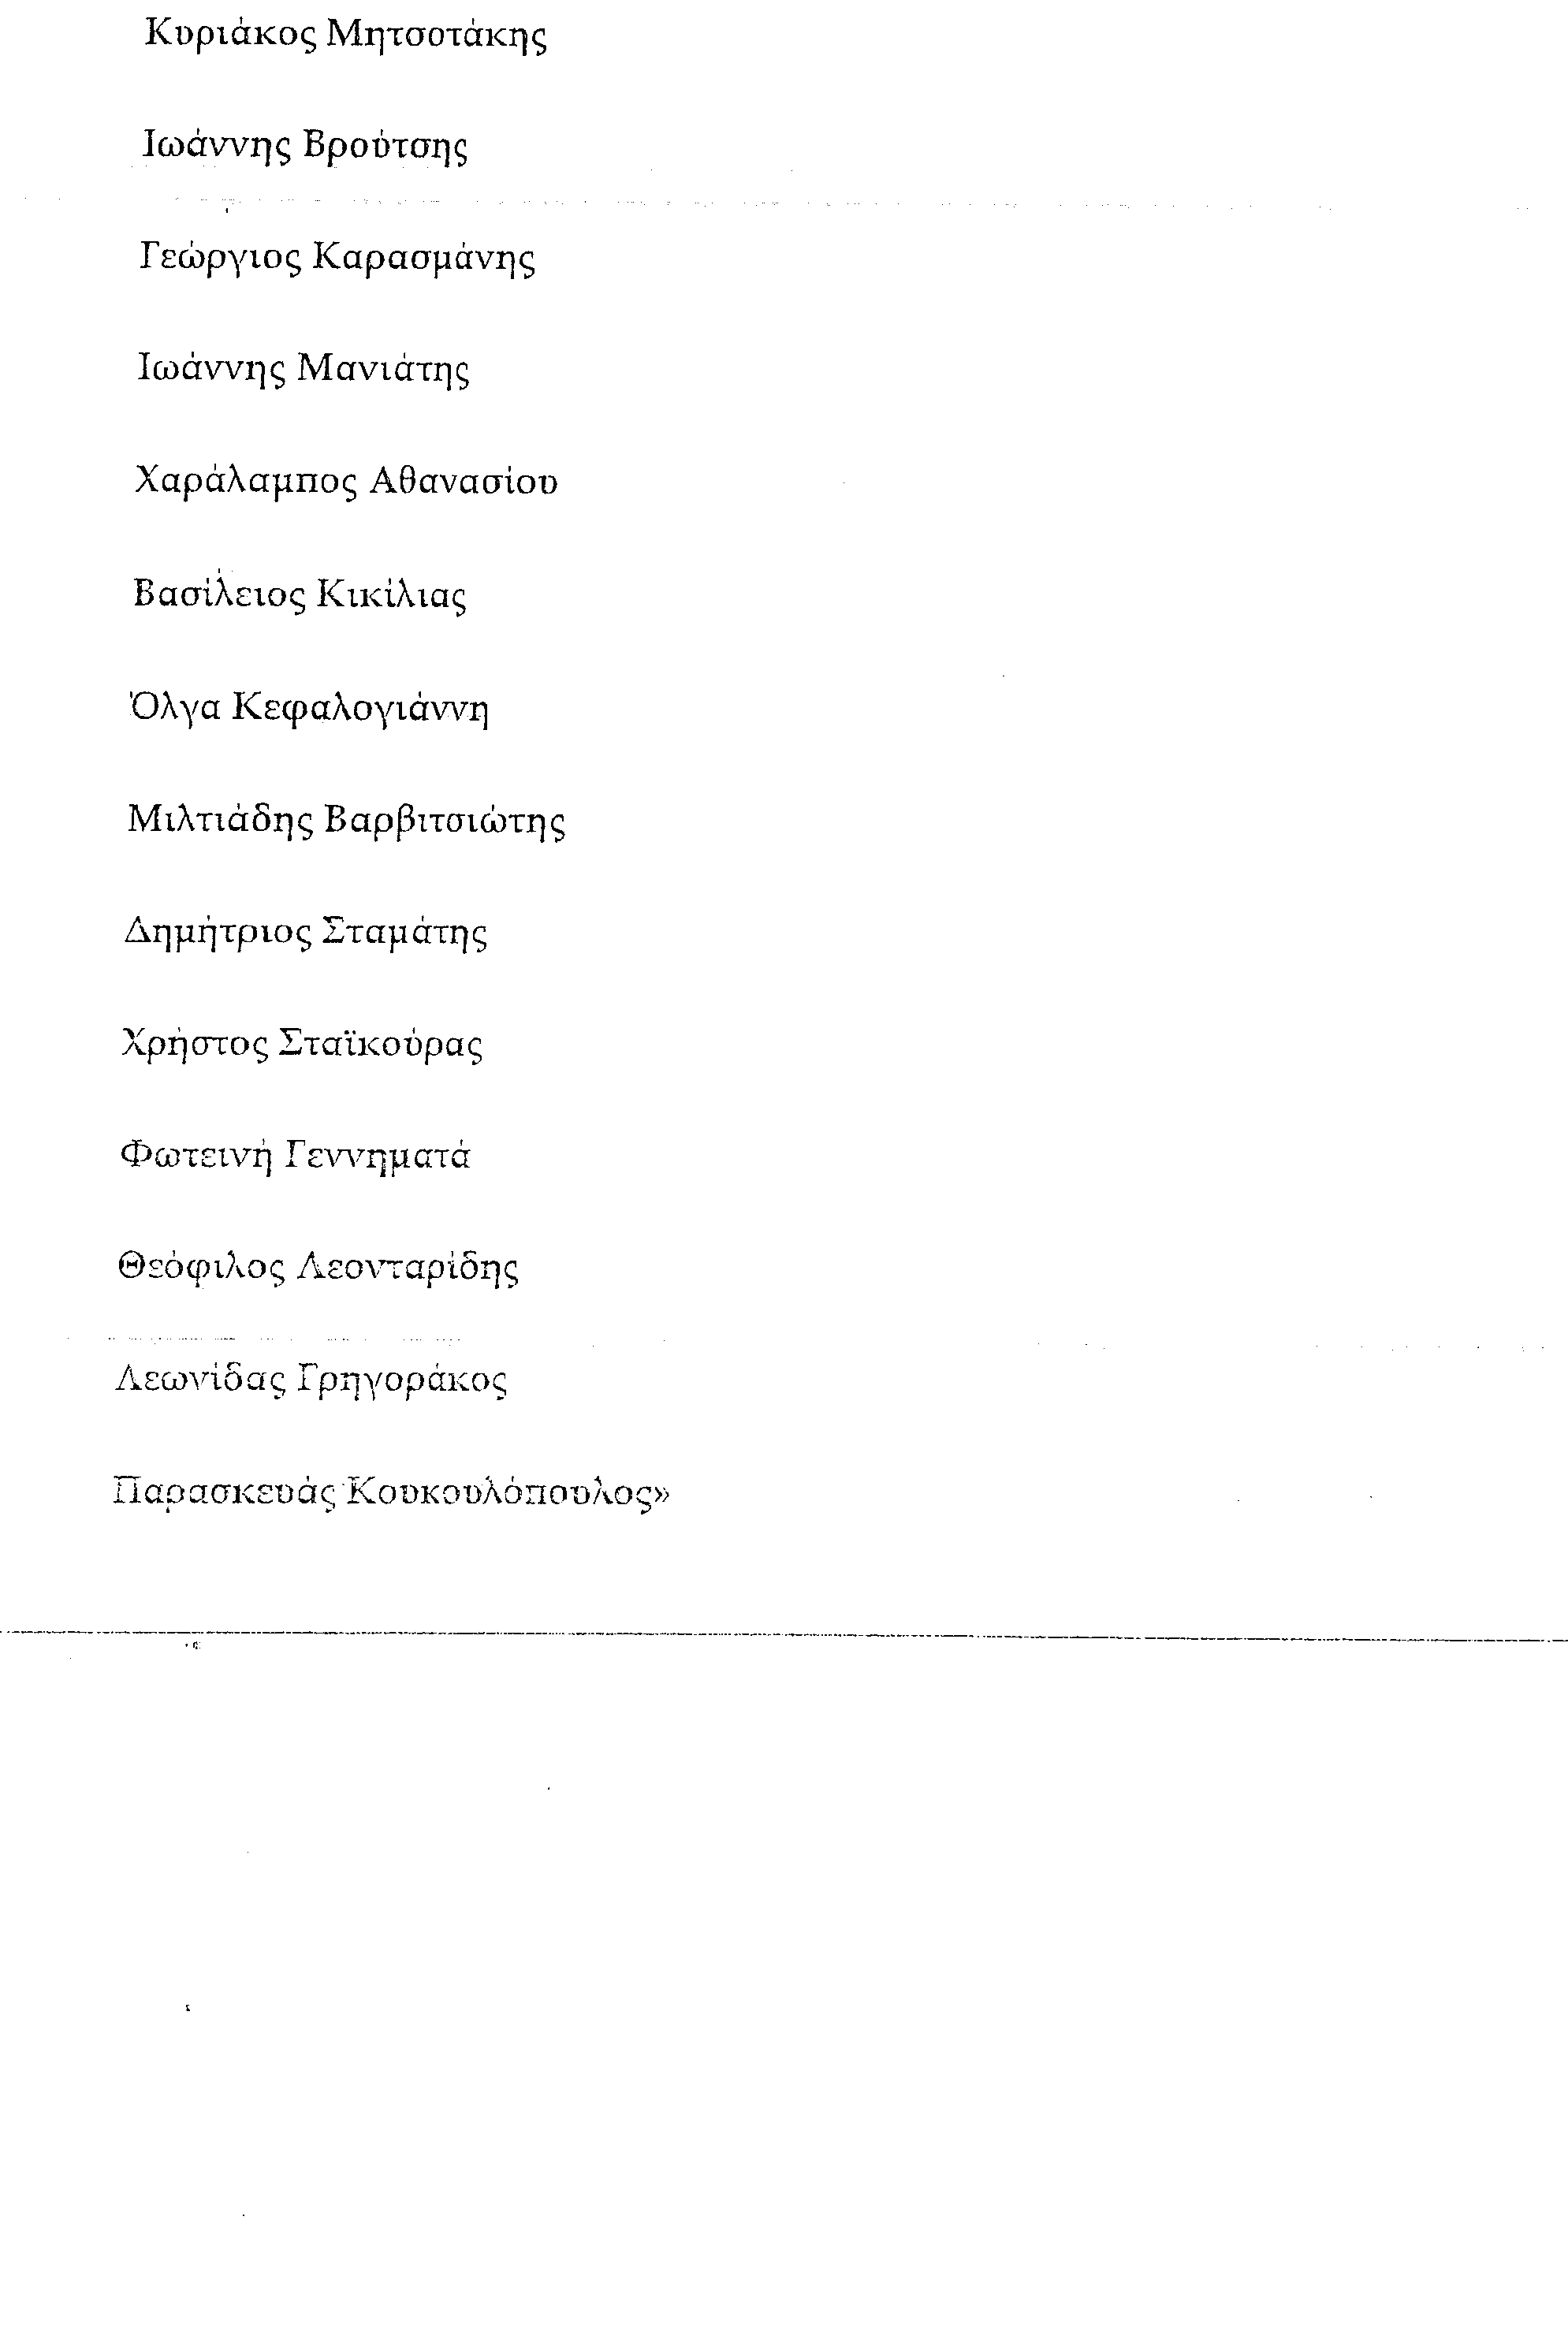 Κυριάκος Μητσοτάκης
Ιωάννης Βρούτσης
Γεώργιος Καρασμάνης
Ιωάννης Μανιάτης
Χαράλαμπος Αθανασίου
Βασίλειος Κικίλιας
Όλγα Κεφαλογιάννη
Μιλτιάδης Βαρβιτσιώτης
Δημήτριος Σταμάτης
Χρήστος Σταϊκούρας
Φωτεινή Γεννηματά
Θεόφιλος Λεονταρίδης
Λεωνίδας Γρηγοράκος
Παρασκευάς Κουκουλόπουλος»